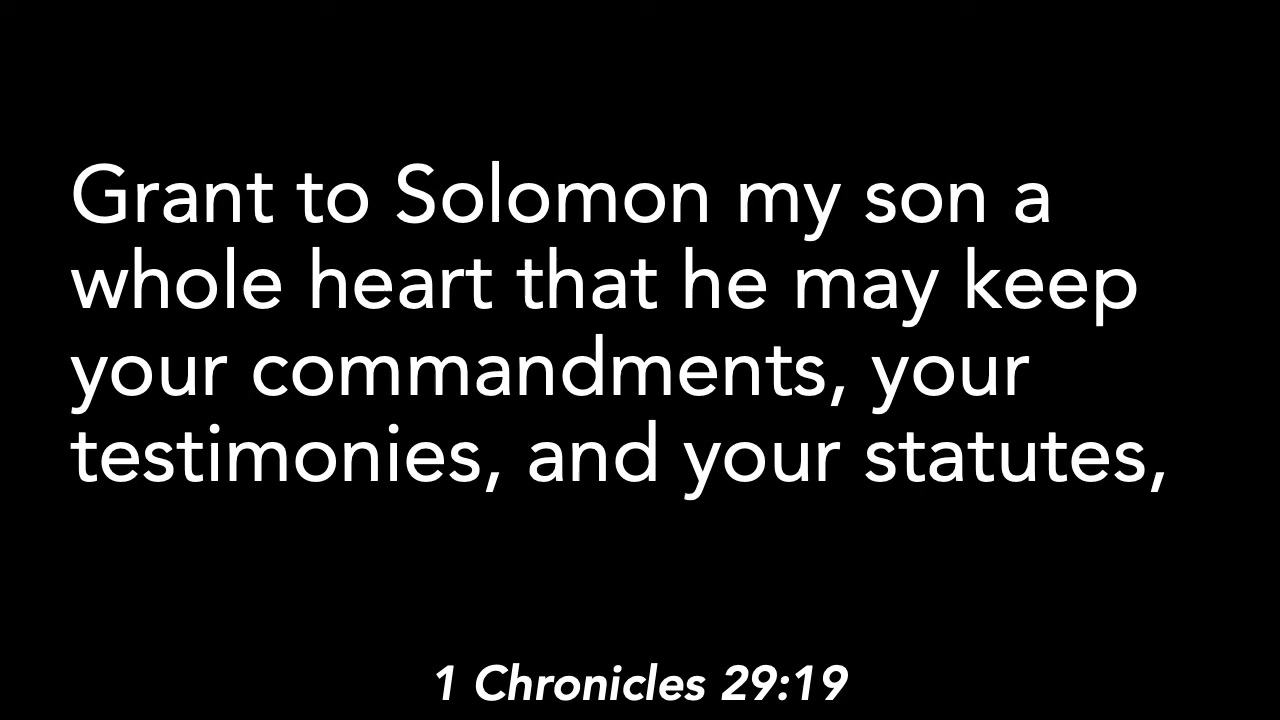 Grant to Solomon my son a
whole heart that he may keep
your commandments, your
testimonies, and your statutes,
1 Chronicles 29:19